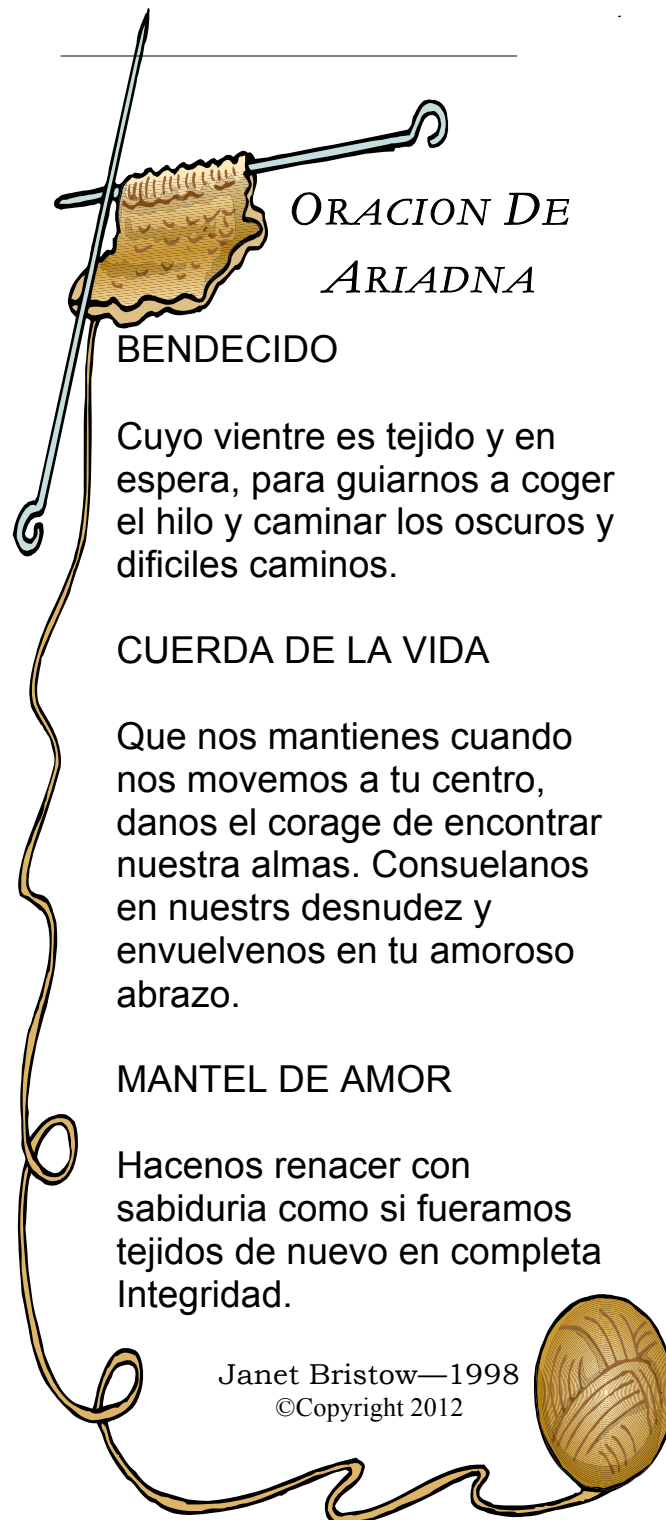 ORACION DE
ARIADNA
BENDECIDO
Cuyo vientre es tejido y en
espera, para guiarnos a coger
el hilo y caminar los oscuros y
dificiles caminos.
CUERDA DE LA VIDA
Que nos mantienes cuando
nos movemos a tu centro,
danos el corage de encontrar
nuestra almas. Consuelanos
en nuestrs desnudez y
envuelvenos en tu amoroso
abrazo.
MANTEL DE AMOR
Hacenos renacer con
sabiduria como si fueramos
tejidos de nuevo en completa
Integridad.
Janet Bristow—1998
©Copyright 2012